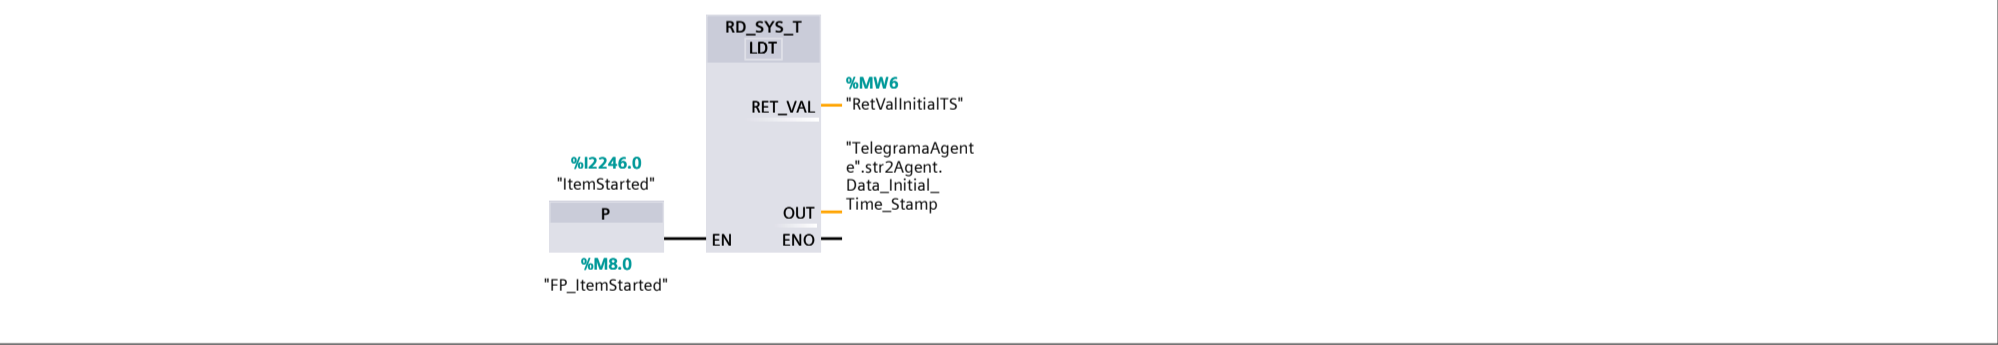 RD_SYS_T
LDT
%MW6
RET_VAL
"RetValInitialTS"
"TelegramaAgent
e".str2Agent.
Data_Initial_
Time_Stamp
%I2246.0
"ItemStarted"
P
OUT
EN
ENO
%M8.0
"FP_ItemStarted"